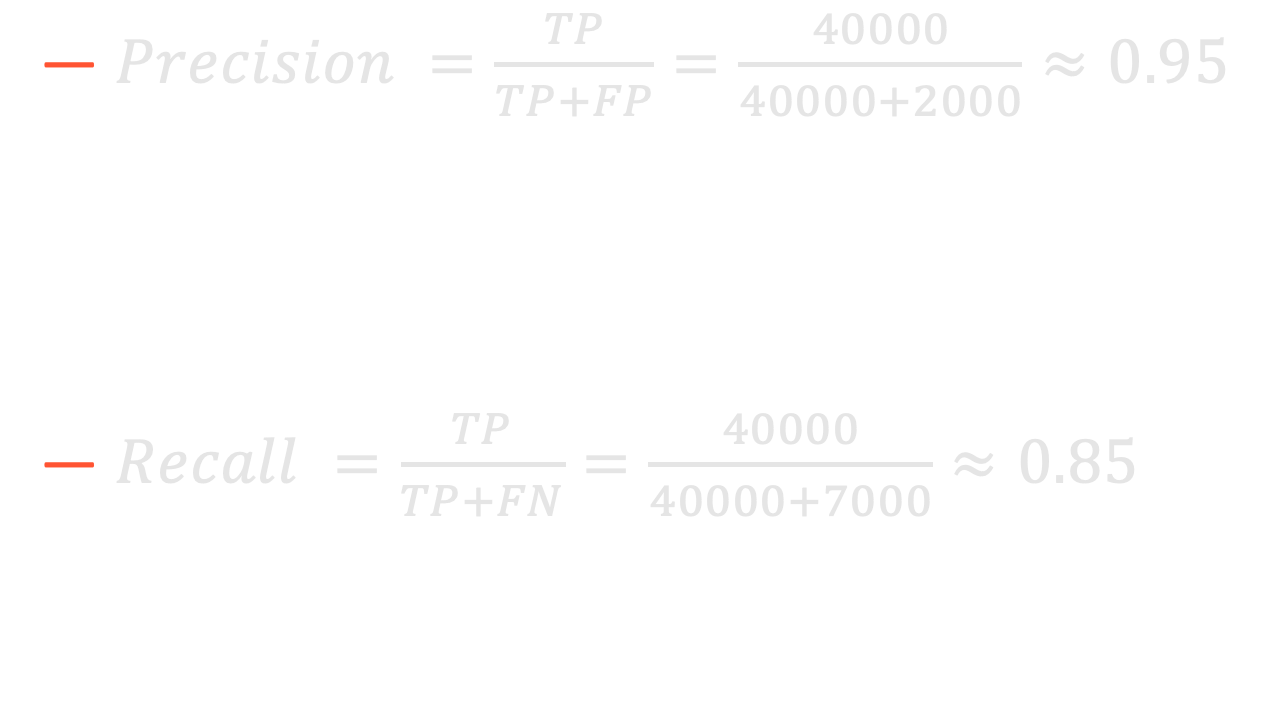 — Precision = TP/TP+FP = 40000/40000+2000 ≈ 0.95
— Recall = TP/TP+FN = 40000/40000+7000 ≈ 0.85